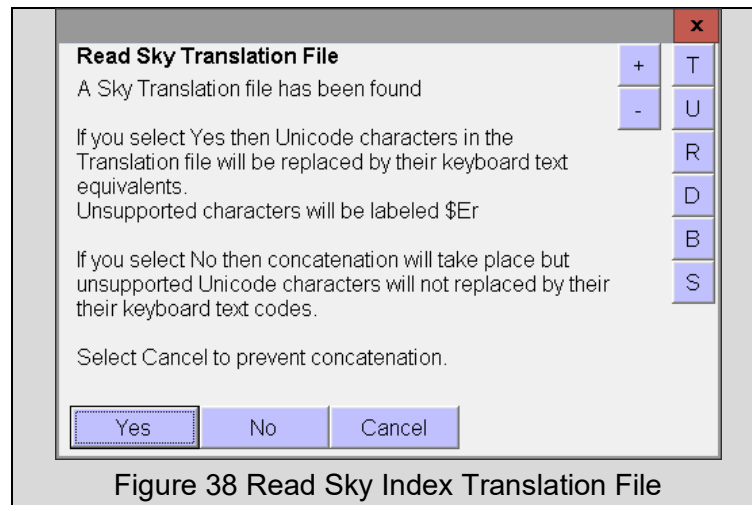 x
Read Sky Translation File
+ T
A Sky Translation file has been found
- U
If you select Yes then Unicode characters in the
R
Translation file will be replaced by their keyboard text
equivalents.
D
Unsupported characters will be labeled $Er
B
If you select No then concatenation will take place but
unsupported Unicode characters will not replaced by their
S
their keyboard text codes.
Select Cancel to prevent concatenation.
Yes No Cancel
Figure 38 Read Sky Index Translation File